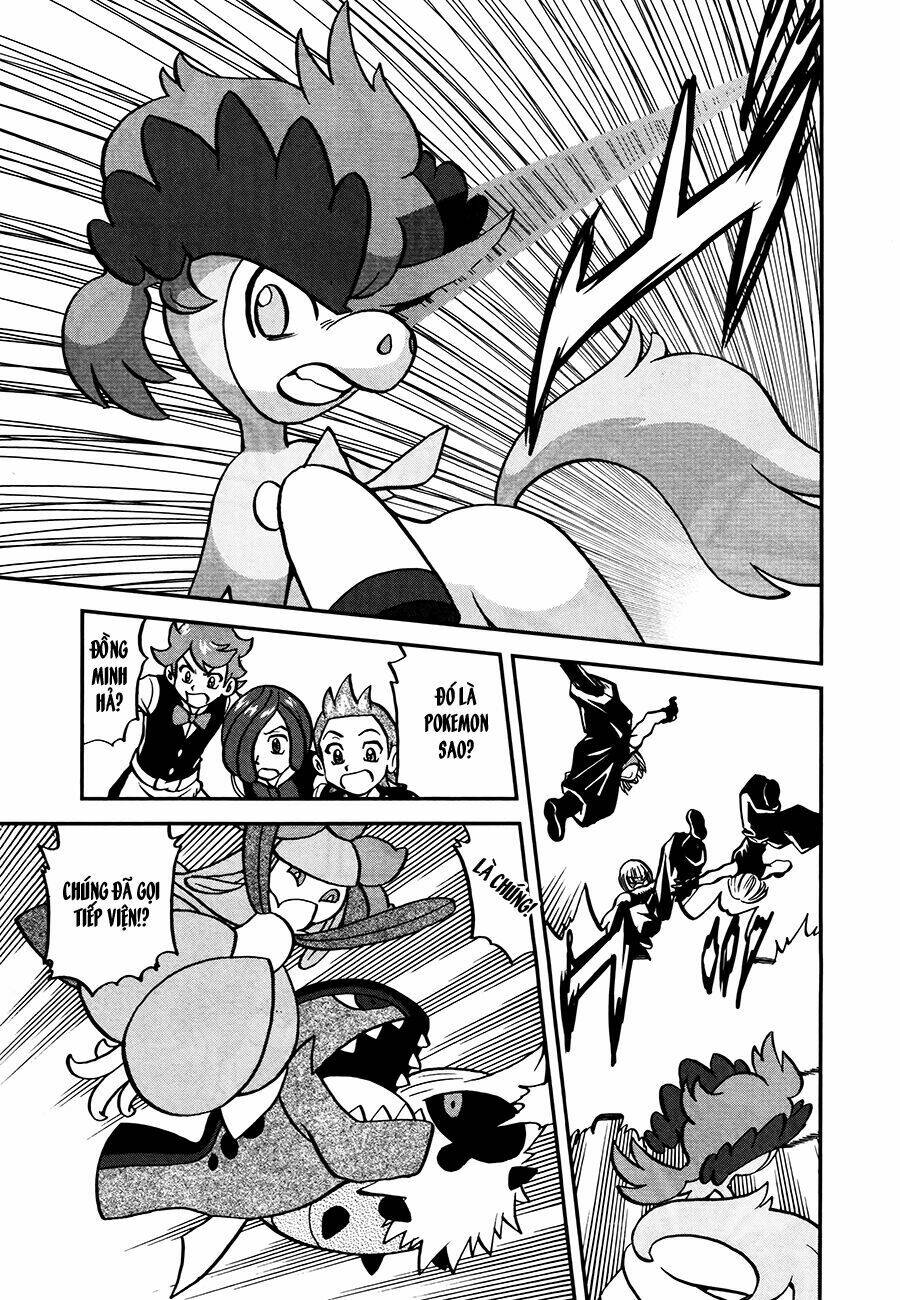 ĐÓ LÀ
POKEMON
SAO?
ĐỒNG
MINH
HẢ?
LÀ CHÚNG!
CHÚNG ĐÃ GỌI
TIẾP VIỆN!?